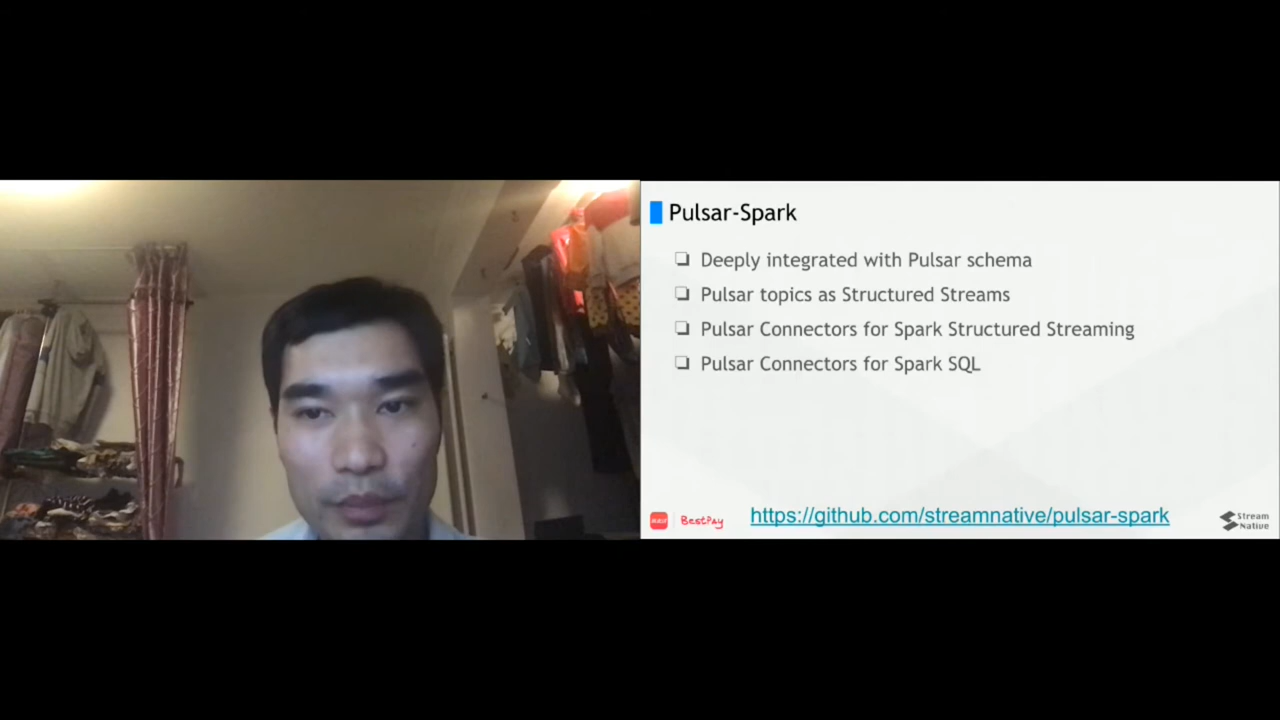 Pulsar-Spark
Deeply integrated with Pulsar schema
Pulsar topics as Structured Streams
Pulsar Connectors for Spark Structured Streaming
Pulsar Connectors for Spark SQL
BestPay
https://github.com/streamnative/pulsar-spark
Stream
Native